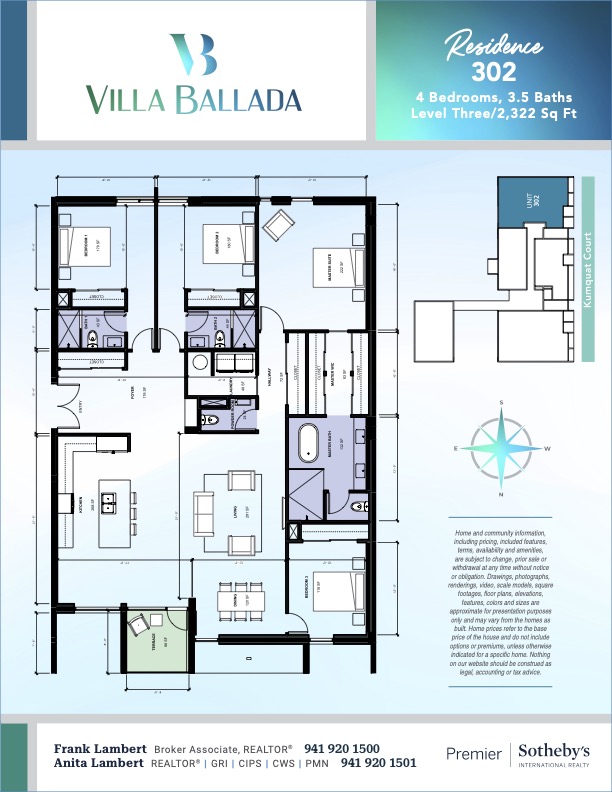 VB
VILLA BALLADA
Residence
302
4 Bedrooms, 3.5 Baths
Level Three/2,322 Sq Ft
BEDROOM 1
BEDROOM 2
MASTER SUITE
CLOSET
CLOSET
BATH 1
BATH 2
CLOSET
LAUNDRY
HALLWAY
CLOSET
MASTER WIC
CLOSET
ENTRY
FOYER
POWDER ROOM
MASTER BATH
KITCHEN
LIVING
DINING
BEDROOM 3
TERRACE
UNIT
302
Kumquat Court
S
E
W
N
Home and community information,
including pricing, included features,
terms, availability and amenities,
are subject to change, prior sale or
withdrawal at any time without notice
or obligation. Drawings, photographs,
renderings, video, scale models, square
footage, floor plans, elevations,
features, colors and sizes are
approximate for presentation purposes
only and may vary from the homes as
built. Home prices refer to the base
price of the house and do not include
options or premiums, unless otherwise
indicated for a specific home. Nothing
on our website should be construed as
legal, accounting or tax advice.
Frank Lambert Broker Associate, REALTOR® 941 920 1500
Anita Lambert REALTOR® | GRI | CIPS | CWS | PMN 941 920 1501
Premier | Sotheby's
INTERNATIONAL REALTY